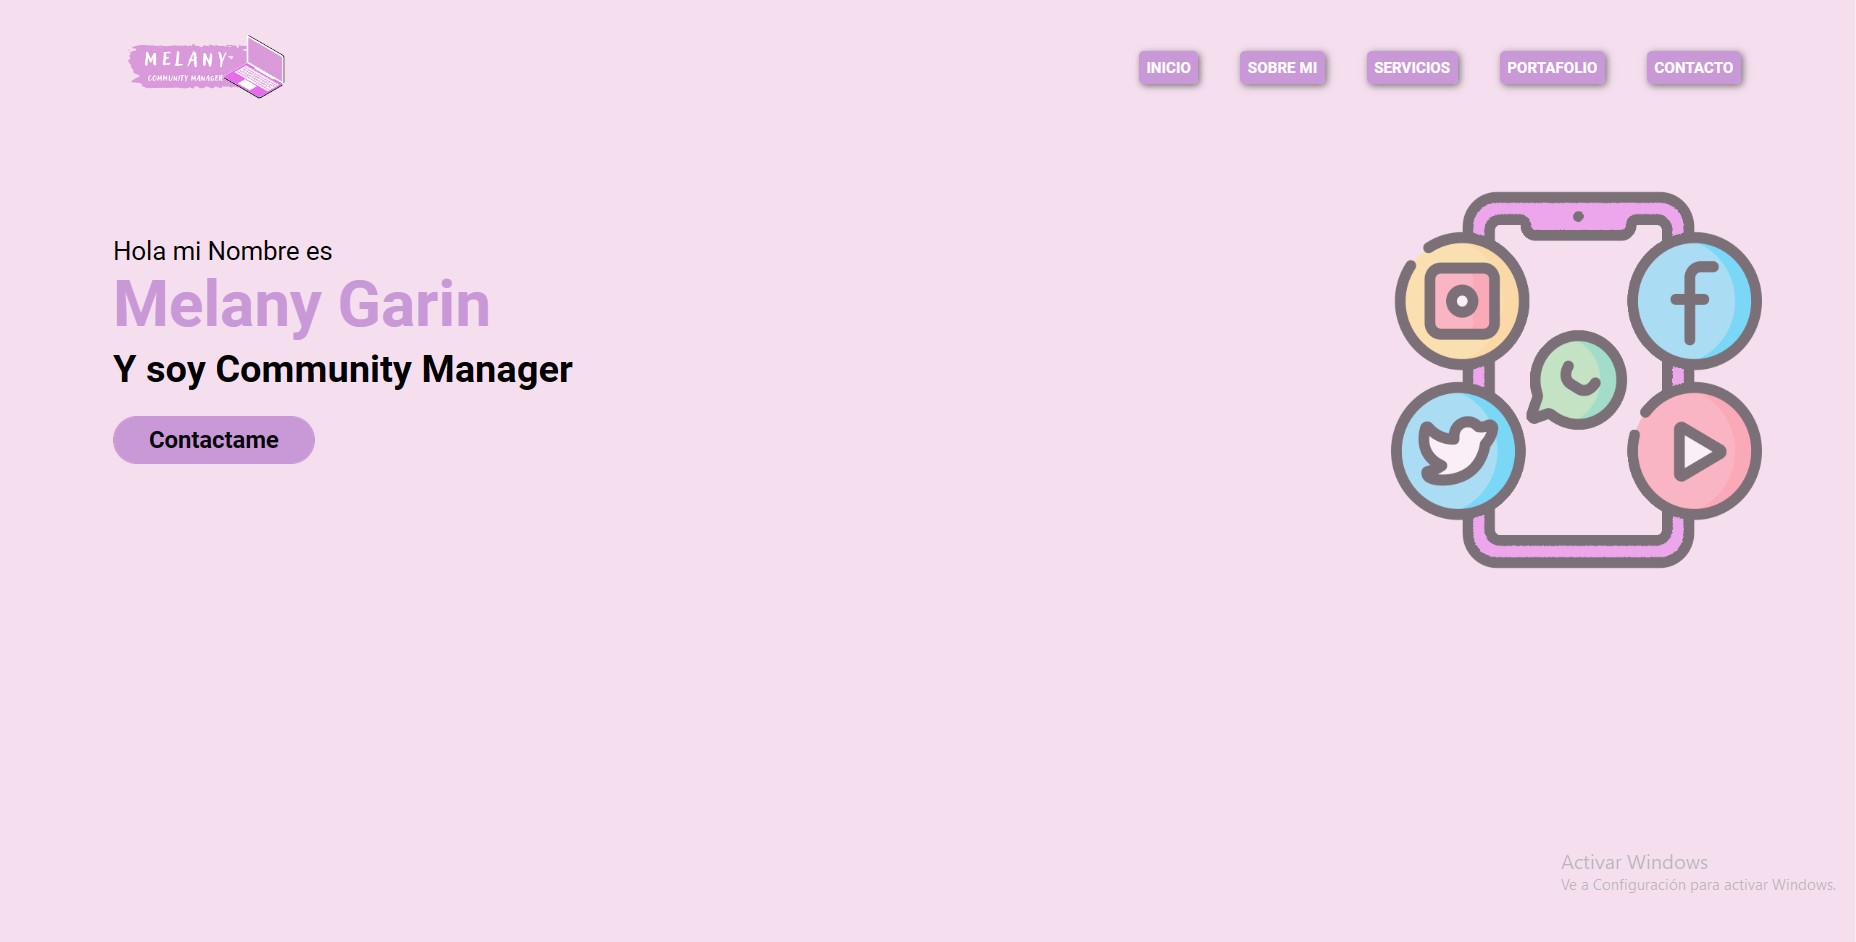 MELANY
COMMUNITY MANAGER
INICIO
SOBRE MI
SERVICIOS
PORTAFOLIO
CONTACTO
Hola mi Nombre es
Melany Garin
Y soy Community Manager
Contactame
Activar Windows
Ve a Configuración para activar Windows.